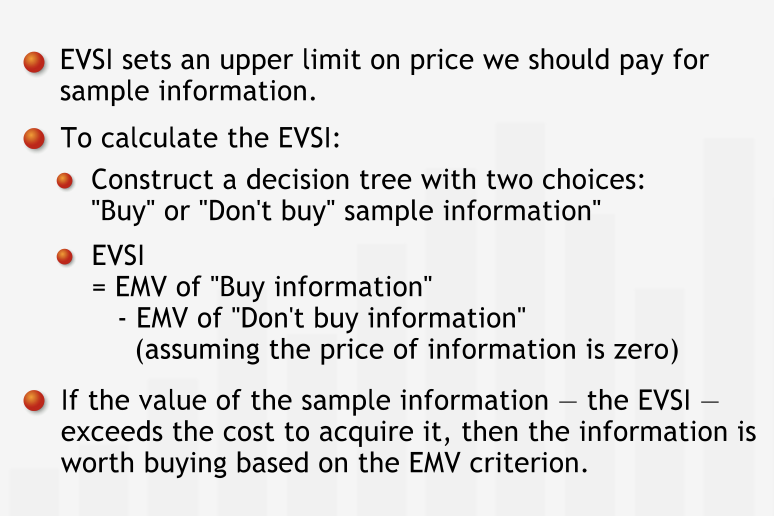 EVSI sets an upper limit on price we should pay for
sample information.
To calculate the EVSI:
Construct a decision tree with two choices:
"Buy" or "Don't buy" sample information"
EVSI
= EMV of "Buy information"
- EMV of "Don't buy information"
(assuming the price of information is zero)
If the value of the sample information — the EVSI —
exceeds the cost to acquire it, then the information is
worth buying based on the EMV criterion.